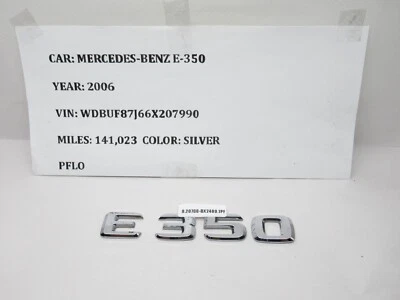 CAR: MERCEDES-BENZ E-350
YEAR: 2006
VIN: WDBUF87J66X207990
MILES: 141,023 COLOR: SILVER
PFLO
E 350